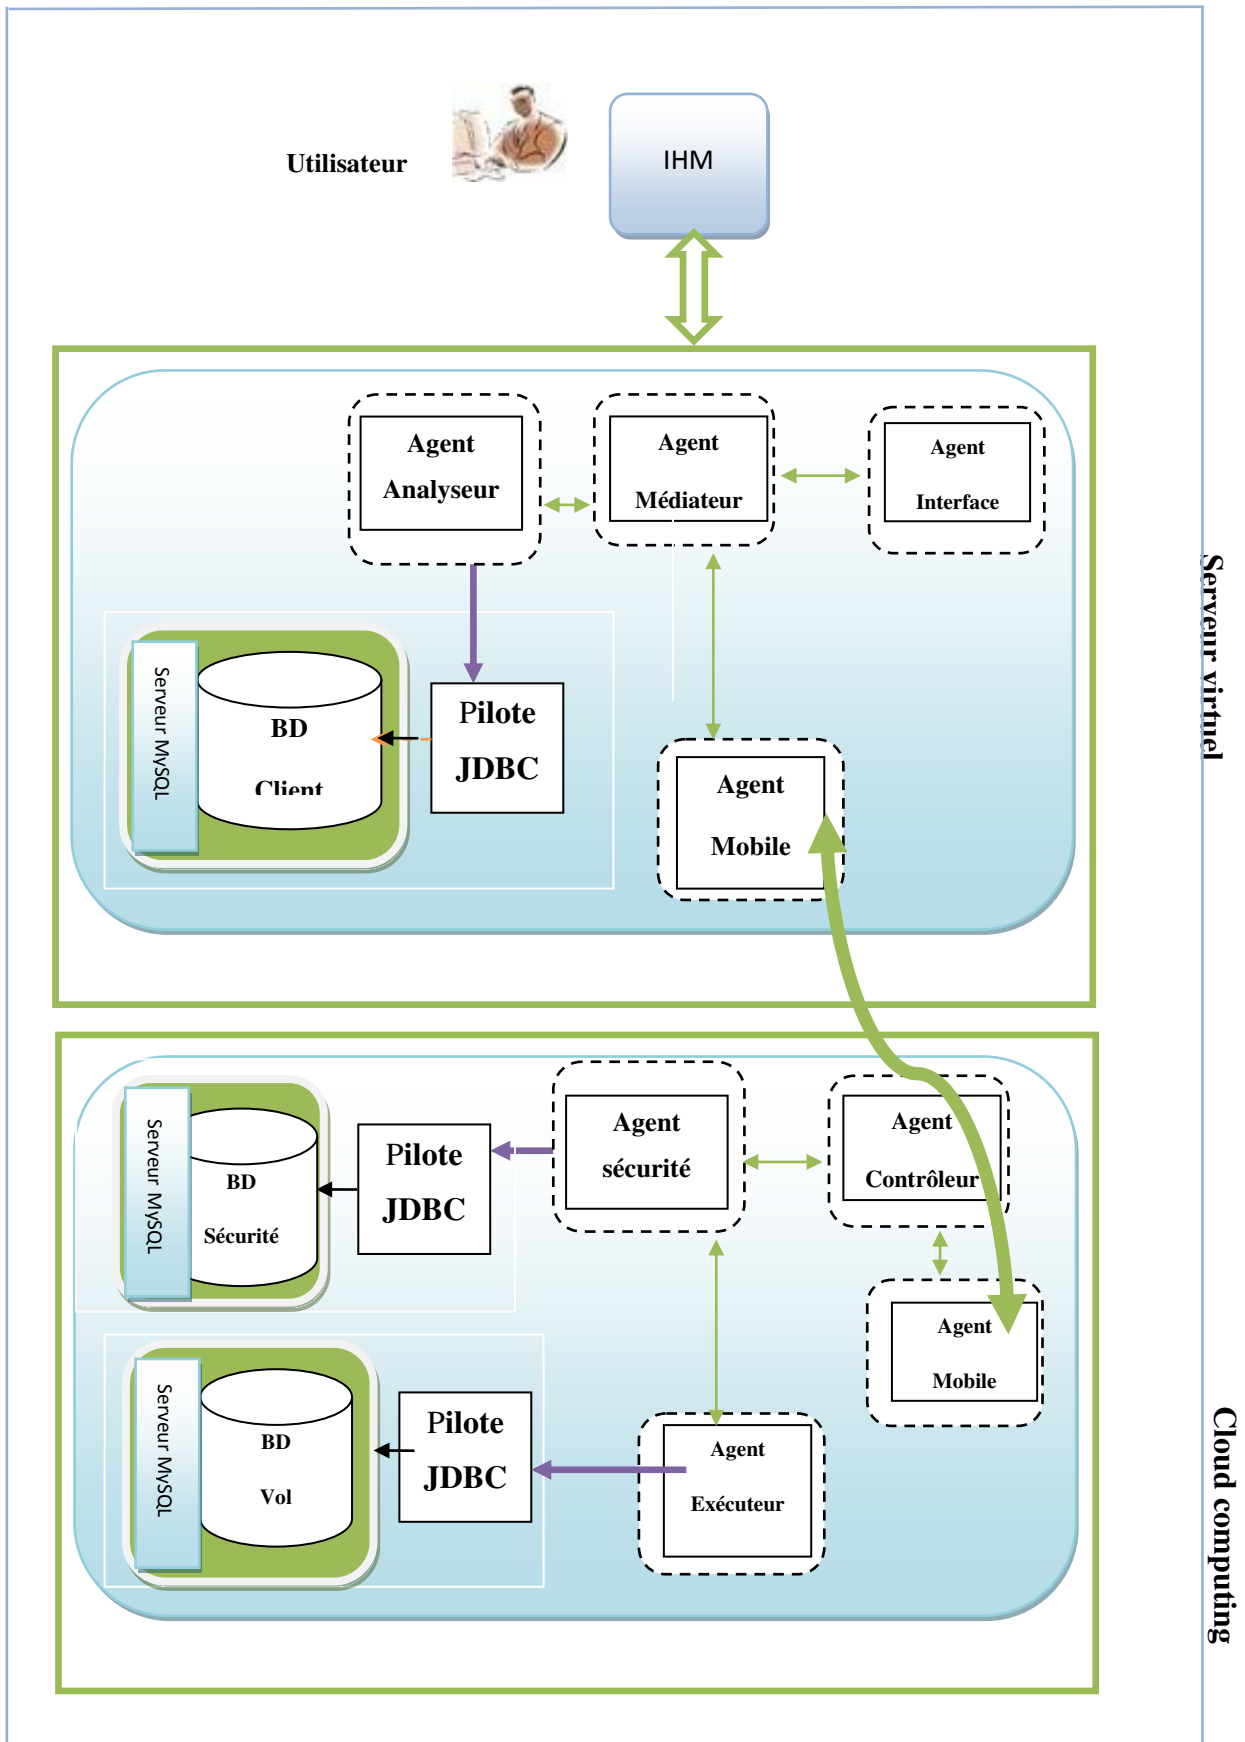 Utilisateur
IHM
Agent
Analyseur
Agent
Médiateur
Agent
Interface
Serveur virtuel
Serveur MySQL
BD
Client
Pilote
JDBC
Agent
Mobile
Serveur MySQL
BD
Sécurité
Pilote
JDBC
Agent
sécurité
Agent
Contrôleur
Agent
Mobile
Serveur MySQL
BD
Vol
Pilote
JDBC
Agent
Exécuteur
Cloud computing